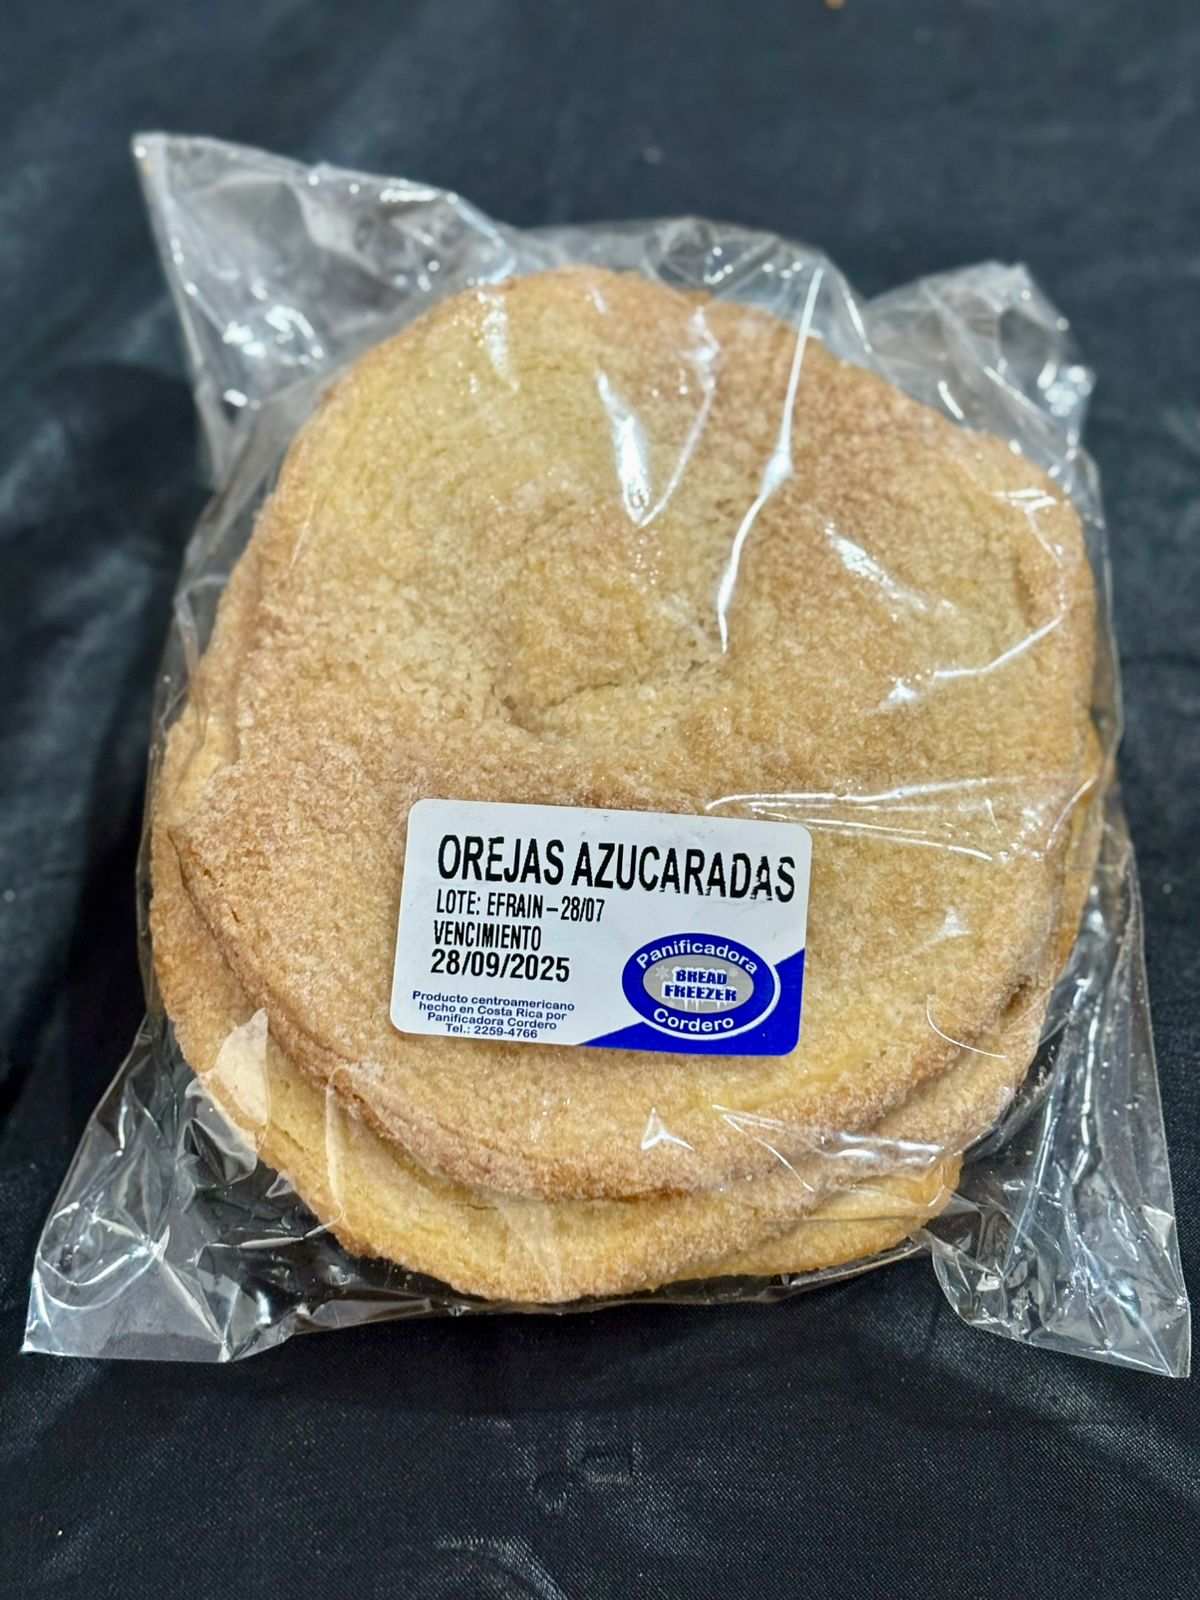 OREJAS AZUCARADAS
LOTE: EFRAIN-28/07
VENCIMIENTO
28/09/2025
Producto centroamericano
hecho en Costa Rica por
Panificadora Cordero
Tel.: 2259-4766
Panificadora
BREAD
FREEZER
Cordero